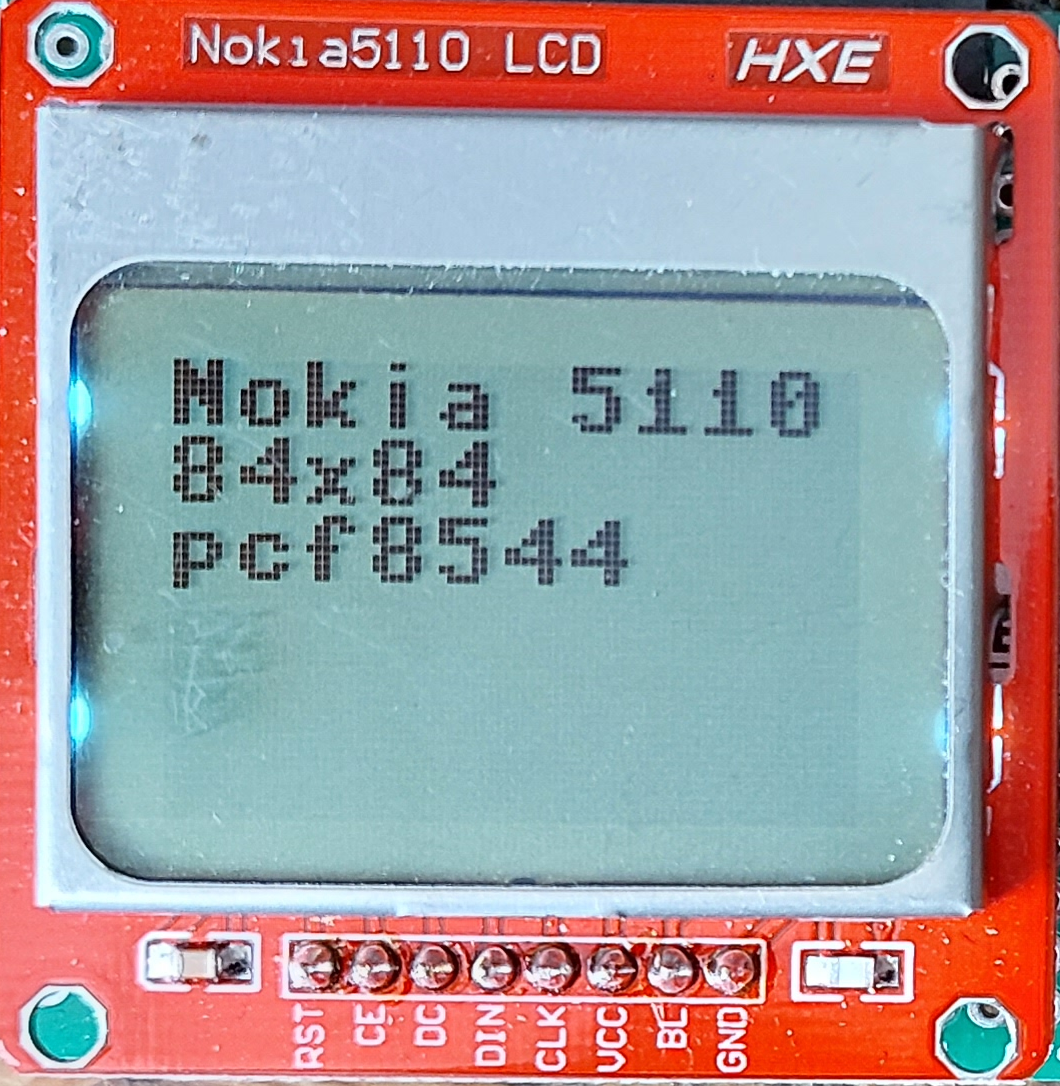 Nokia5110 LCD HXE
Nokia 5110
84x84
pcf8544
RST CE DC DIN CLK VCC BL GND